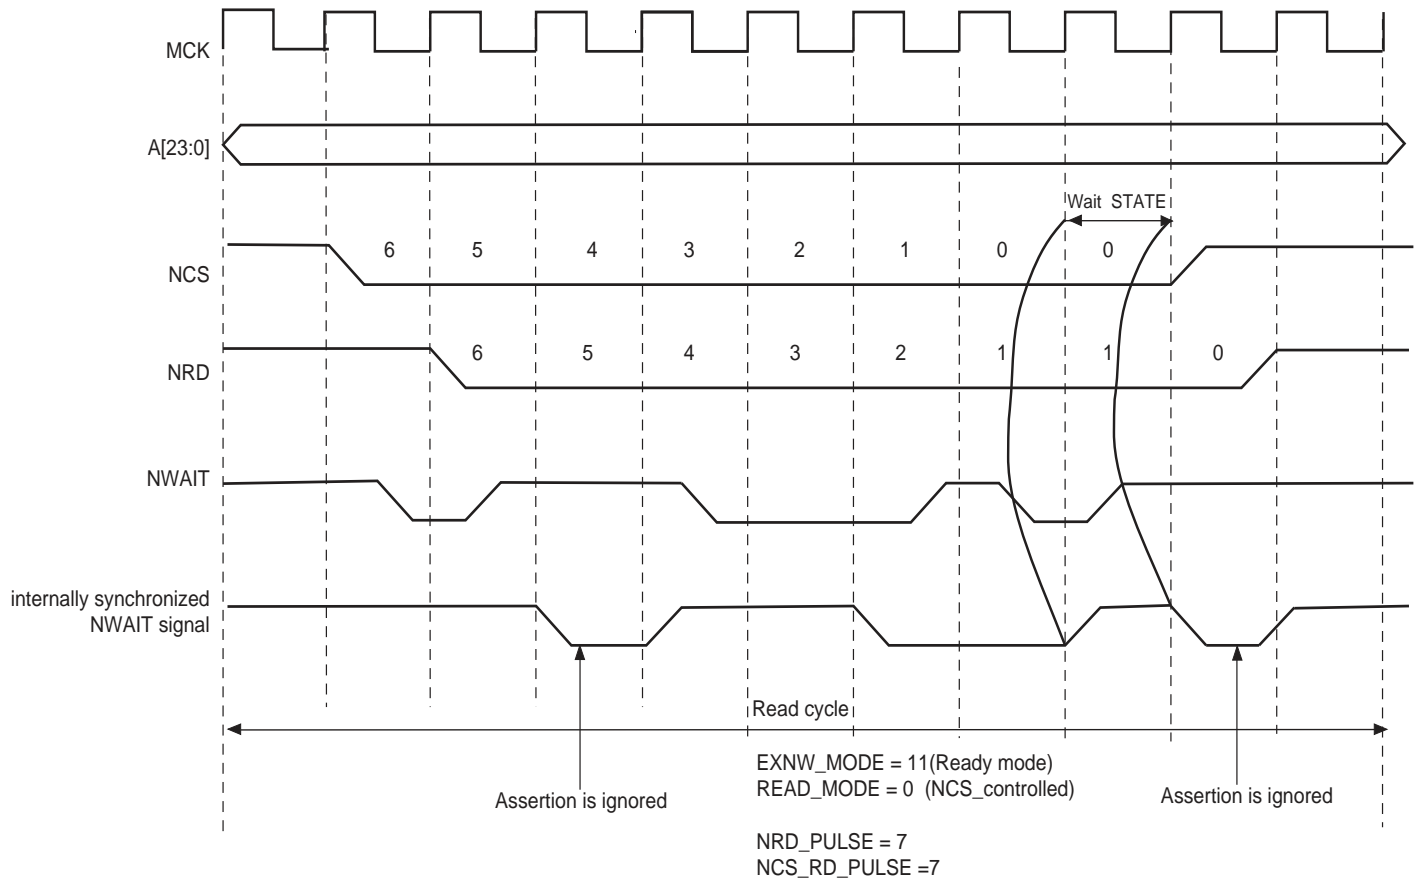 MCK
A[23:0]
Wait STATE
NCS
6 5 4 3 2 1 0 0
NRD
6 5 4 3 2 1 1 0
NWAIT
internally synchronized
NWAIT signal
Read cycle
EXNW_MODE = 11(Ready mode)
READ_MODE = 0 (NCS_controlled)
Assertion is ignored
Assertion is ignored
NRD_PULSE = 7
NCS_RD_PULSE =7